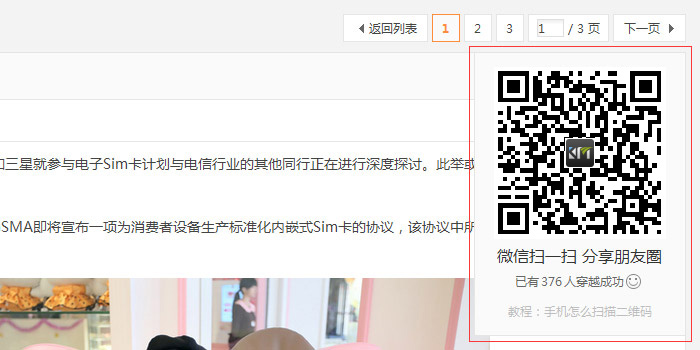 返回列表 1 2 3 1 / 3 页 下一页
和三星就参与电子Sim卡计划与电信行业的其他同行正在进行深度探讨。此举或
SMA即将宣布一项为消费者设备生产标准化内嵌式Sim卡的协议，该协议中所
KM
微信扫一扫 分享朋友圈
已有 376 人穿越成功
教程：手机怎么扫描二维码